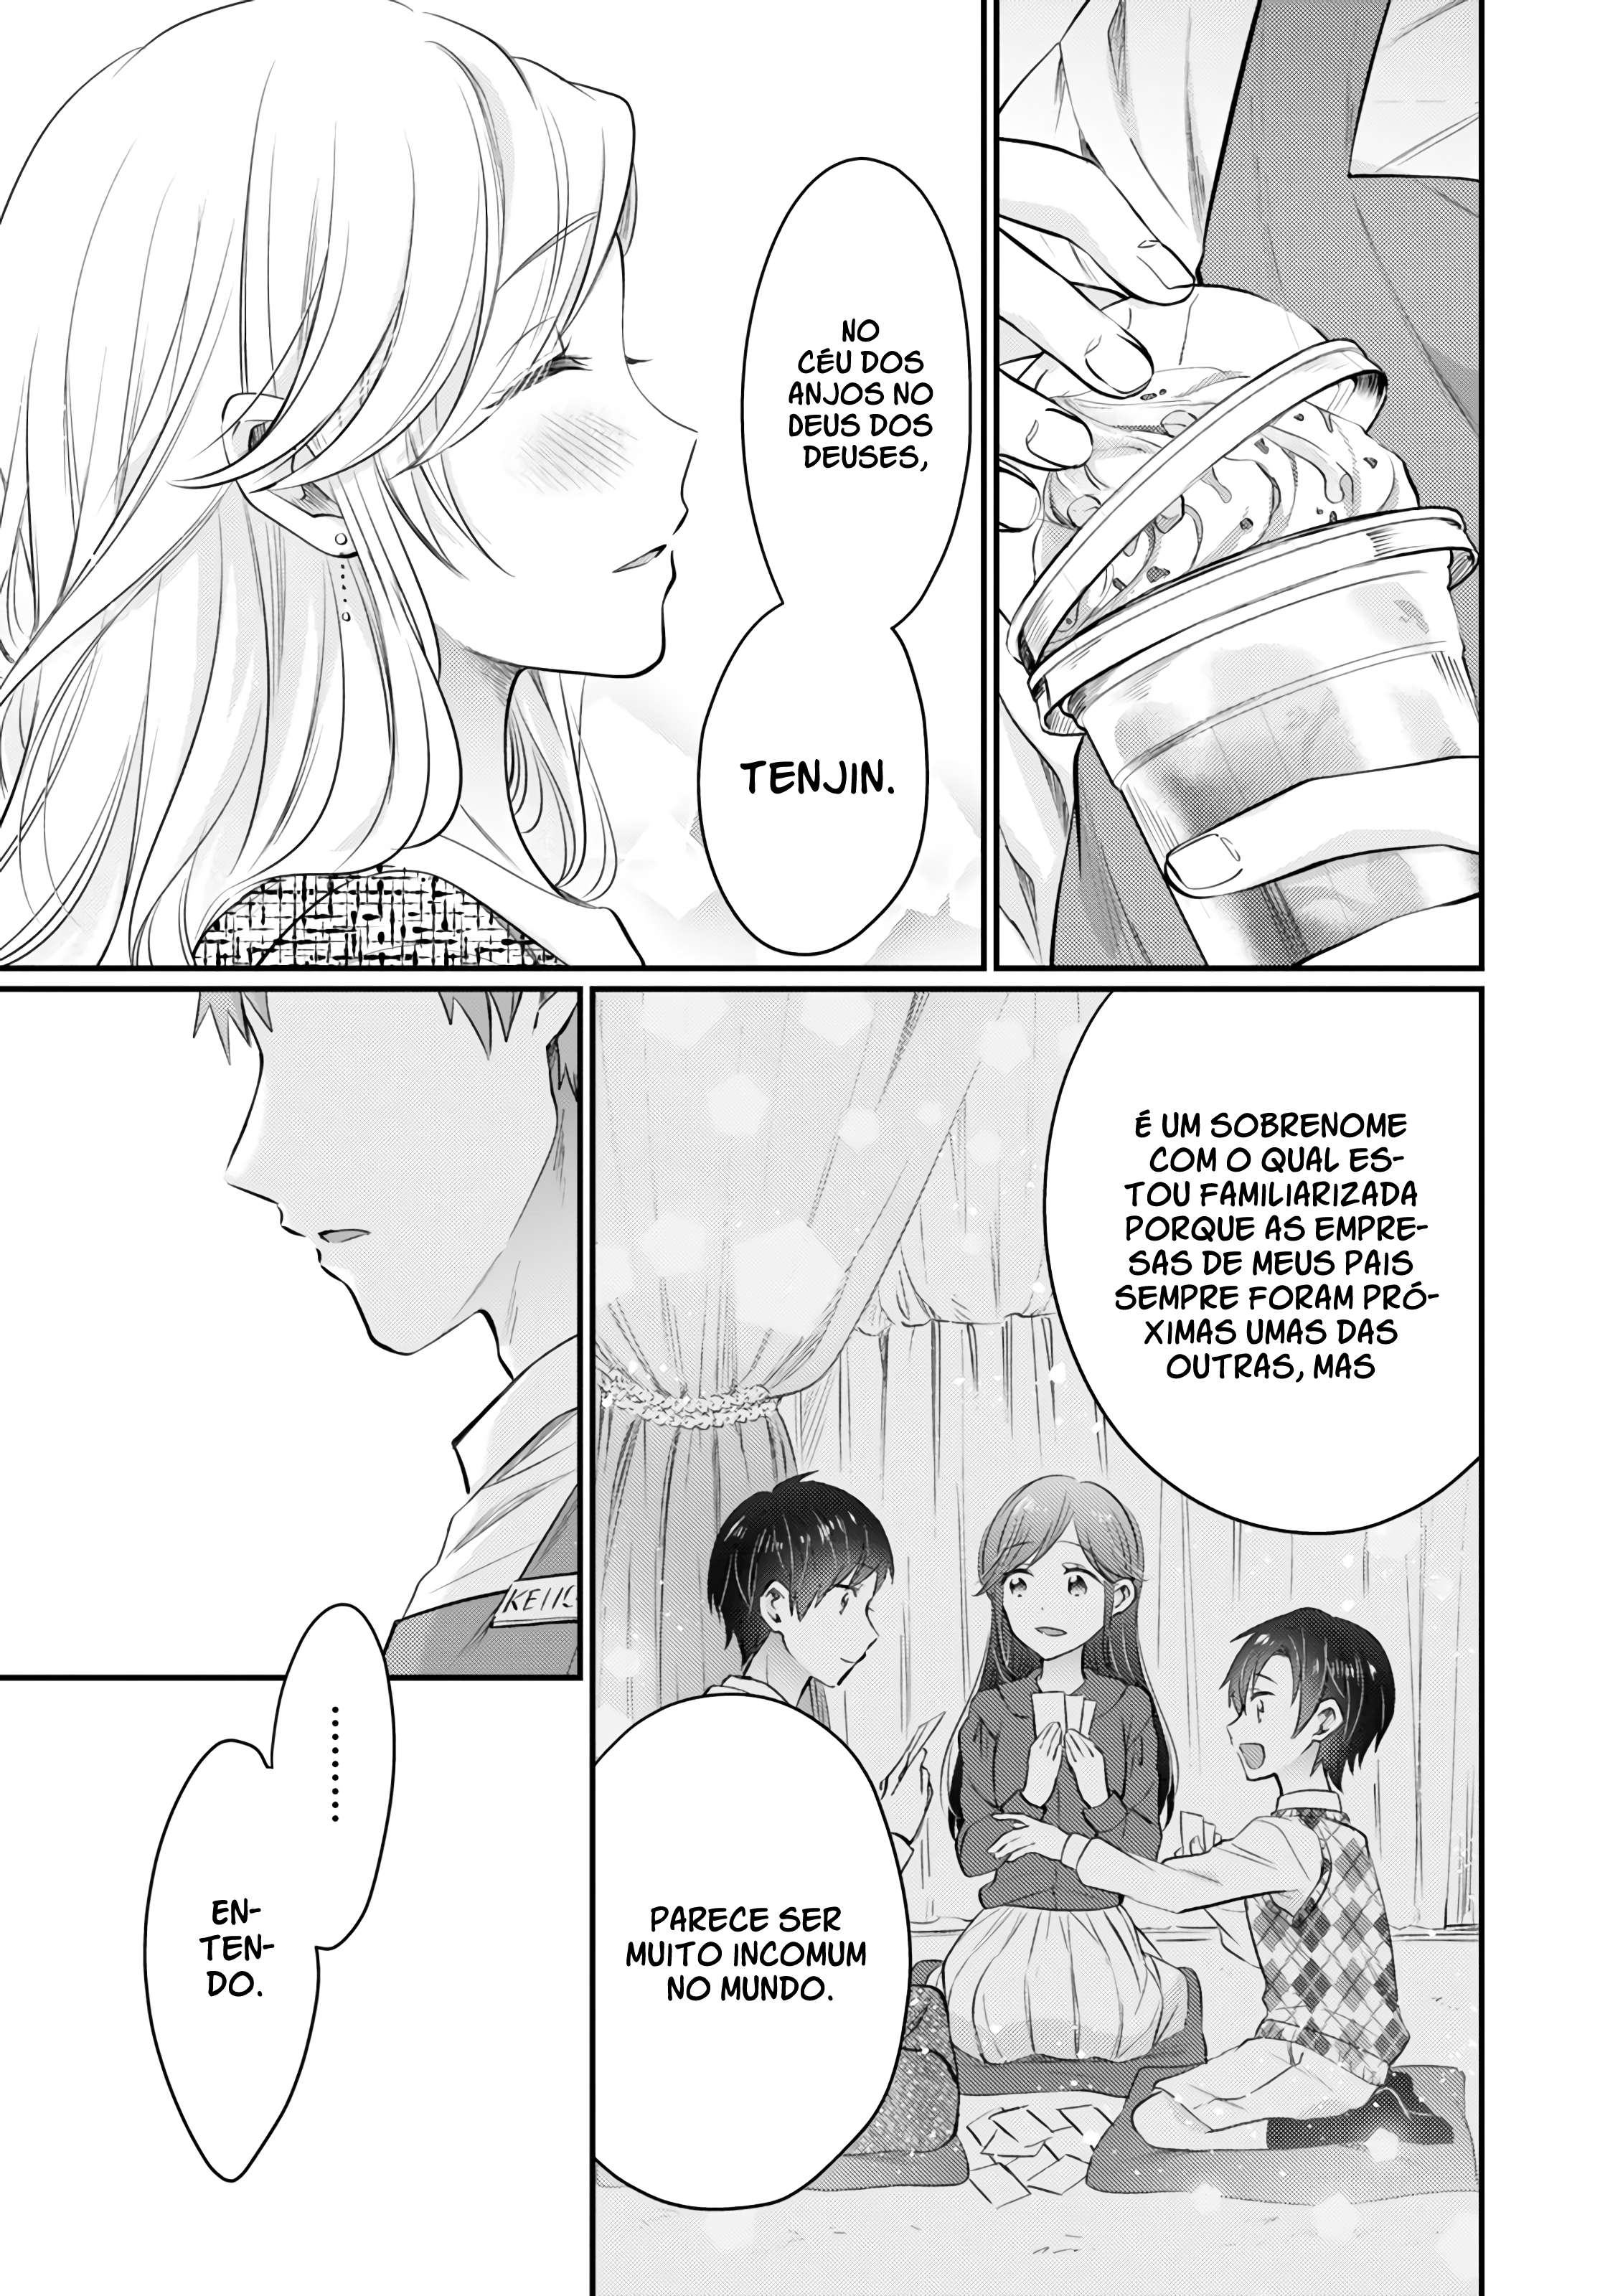 NO
CÉU DOS
ANJOS NO
DEUS DOS
DEUSES,
TENJIN.
É UM SOBRENOME
COM O QUAL ES-
TOU FAMILIARIZADA
PORQUE AS EMPRE-
SAS DE MEUS PAIS
SEMPRE FORAM PRÓ-
XIMAS UMAS DAS
OUTRAS, MAS
PARECE SER
MUITO INCOMUM
NO MUNDO.
.........
EN-
TEN-
DO.